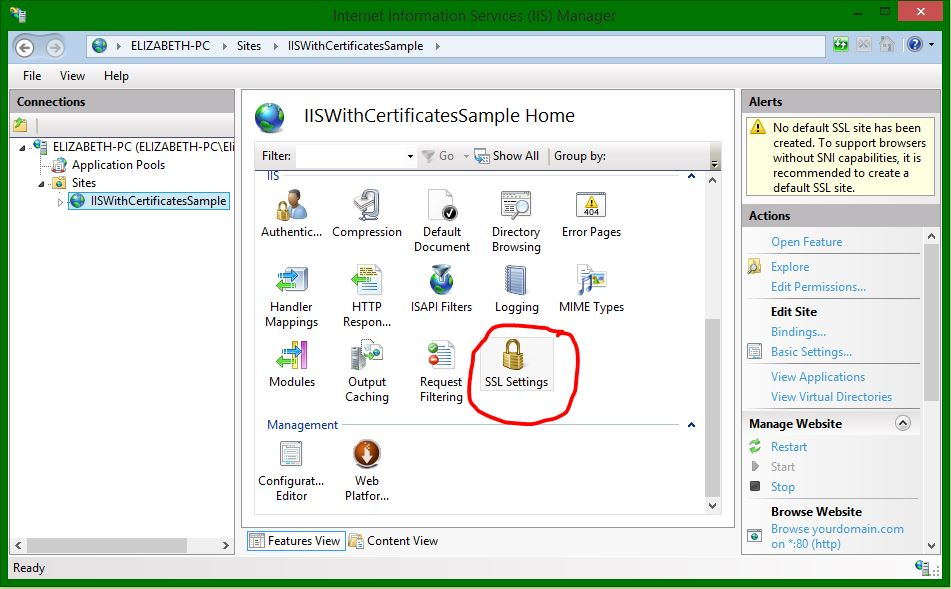 Internet Information Services (IIS) Manager
ELIZABETH-PC
Sites
IISWithCertificatesSample
File View Help
Connections
ELIZABETH-PC (ELIZABETH-PC\Eli
Application Pools
Sites
IISWithCertificatesSample
IISWithCertificatesSample Home
Filter:
Go
Show All
Group by:
IIS
Authentic...
Compression
Default
Document
Directory
Browsing
404
Error Pages
Handler
Mappings
HTTP
Respon...
ISAPI Filters
Logging
MIME Types
Modules
Output
Caching
Request
Filtering
SSL Settings
Management
Configurat...
Editor
Web
Platfor...
Features View
Content View
Alerts
No default SSL site has been
created. To support browsers
without SNI capabilities, it is
recommended to create a
default SSL site.
Actions
Open Feature
Explore
Edit Permissions...
Edit Site
Bindings...
Basic Settings...
View Applications
View Virtual Directories
Manage Website
Restart
Start
Stop
Browse Website
Browse yourdomain.com
on *:80 (http)
Ready